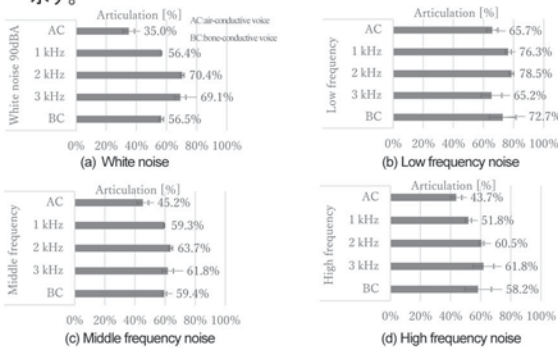 示す。
Articulation [%]
White noise 90dBA
AC 35.0%
AC:air-conductive voice
BC:bone-conductive voice
1 kHz 56.4%
2 kHz 70.4%
3 kHz 69.1%
BC 56.5%
0% 20% 40% 60% 80% 100%
(a) White noise
Articulation [%]
Low frequency
AC 65.7%
1 kHz 76.3%
2 kHz 78.5%
3 kHz 65.2%
BC 72.7%
0% 20% 40% 60% 80% 100%
(b) Low frequency noise
Articulation [%]
Middle frequency
AC 45.2%
1 kHz 59.3%
2 kHz 63.7%
3 kHz 61.8%
BC 59.4%
0% 20% 40% 60% 80% 100%
(c) Middle frequency noise
Articulation [%]
High frequency
AC 43.7%
1 kHz 51.8%
2 kHz 60.5%
3 kHz 61.8%
BC 58.2%
0% 20% 40% 60% 80% 100%
(d) High frequency noise